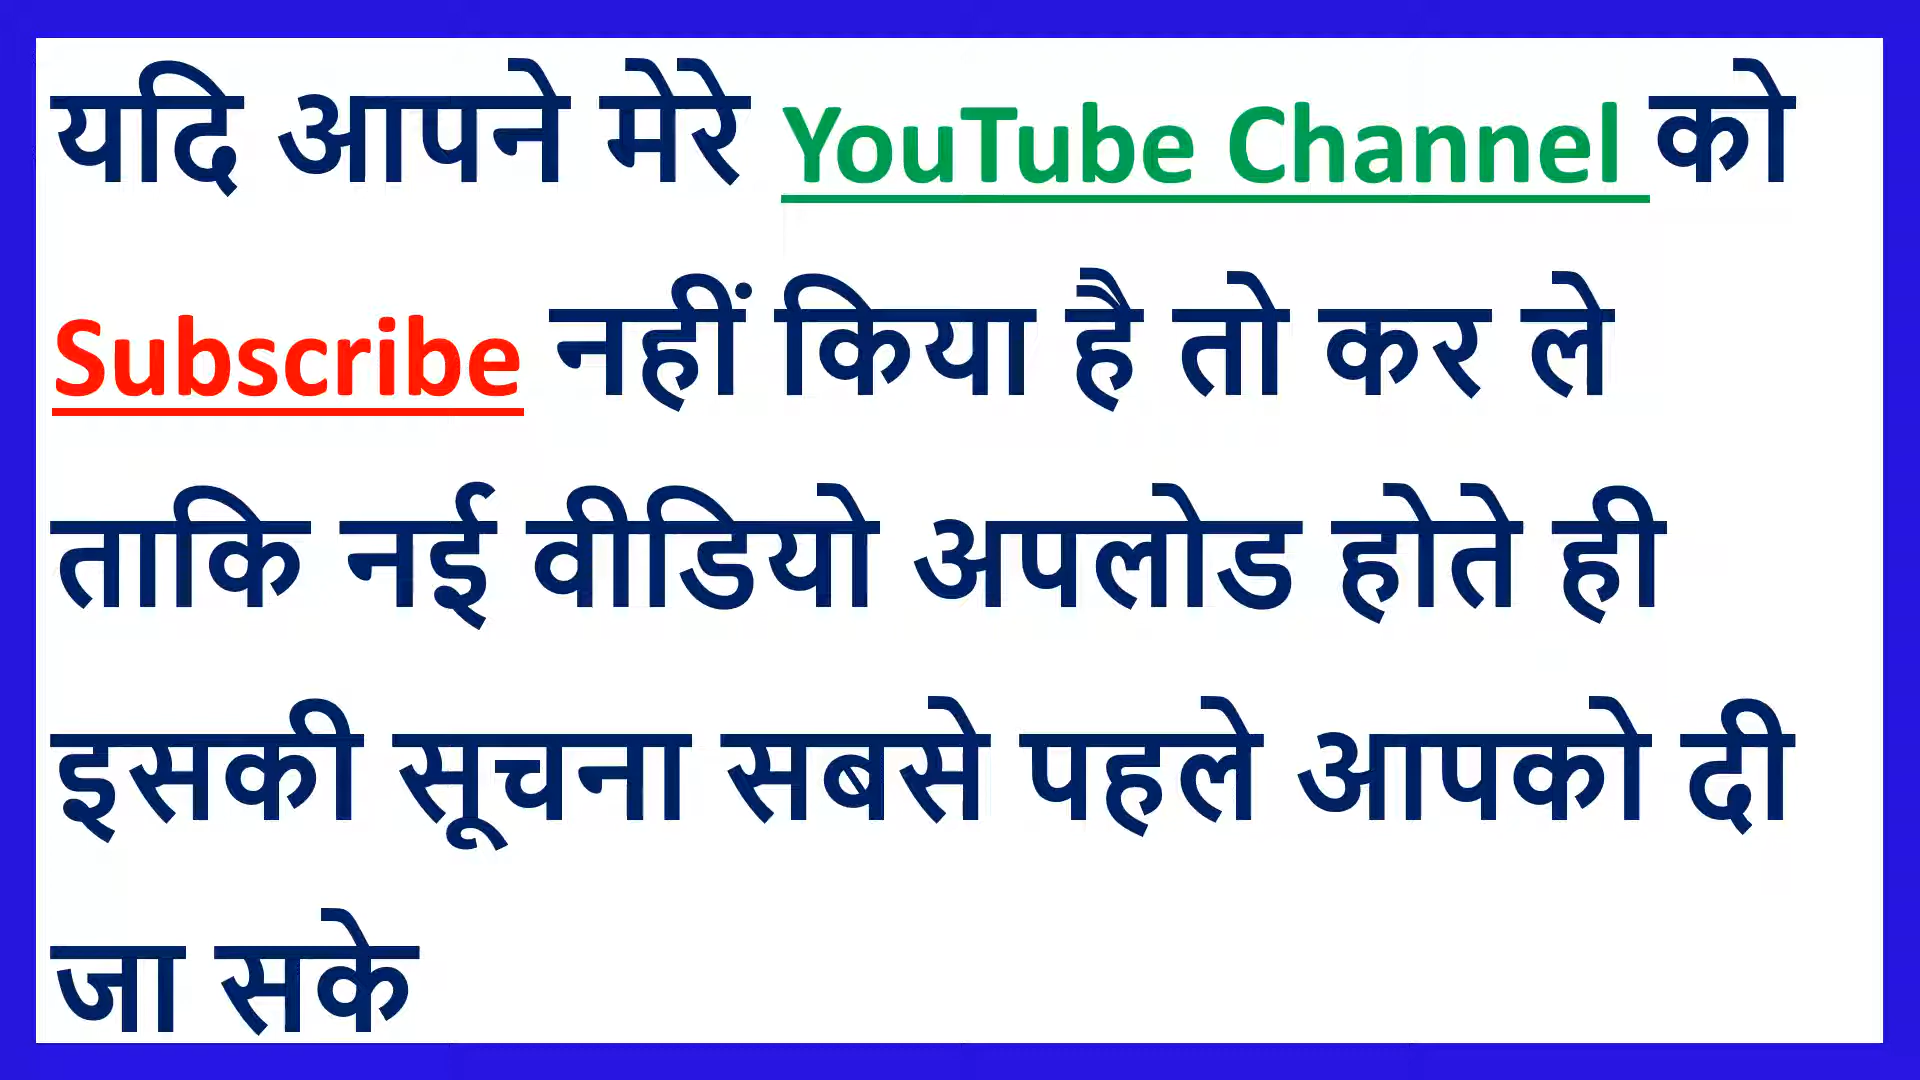 यदि आपने मेरे YouTube Channel को
Subscribe नहीं किया है तो कर ले
ताकि नई वीडियो अपलोड होते ही
इसकी सूचना सबसे पहले आपको दी
जा सके